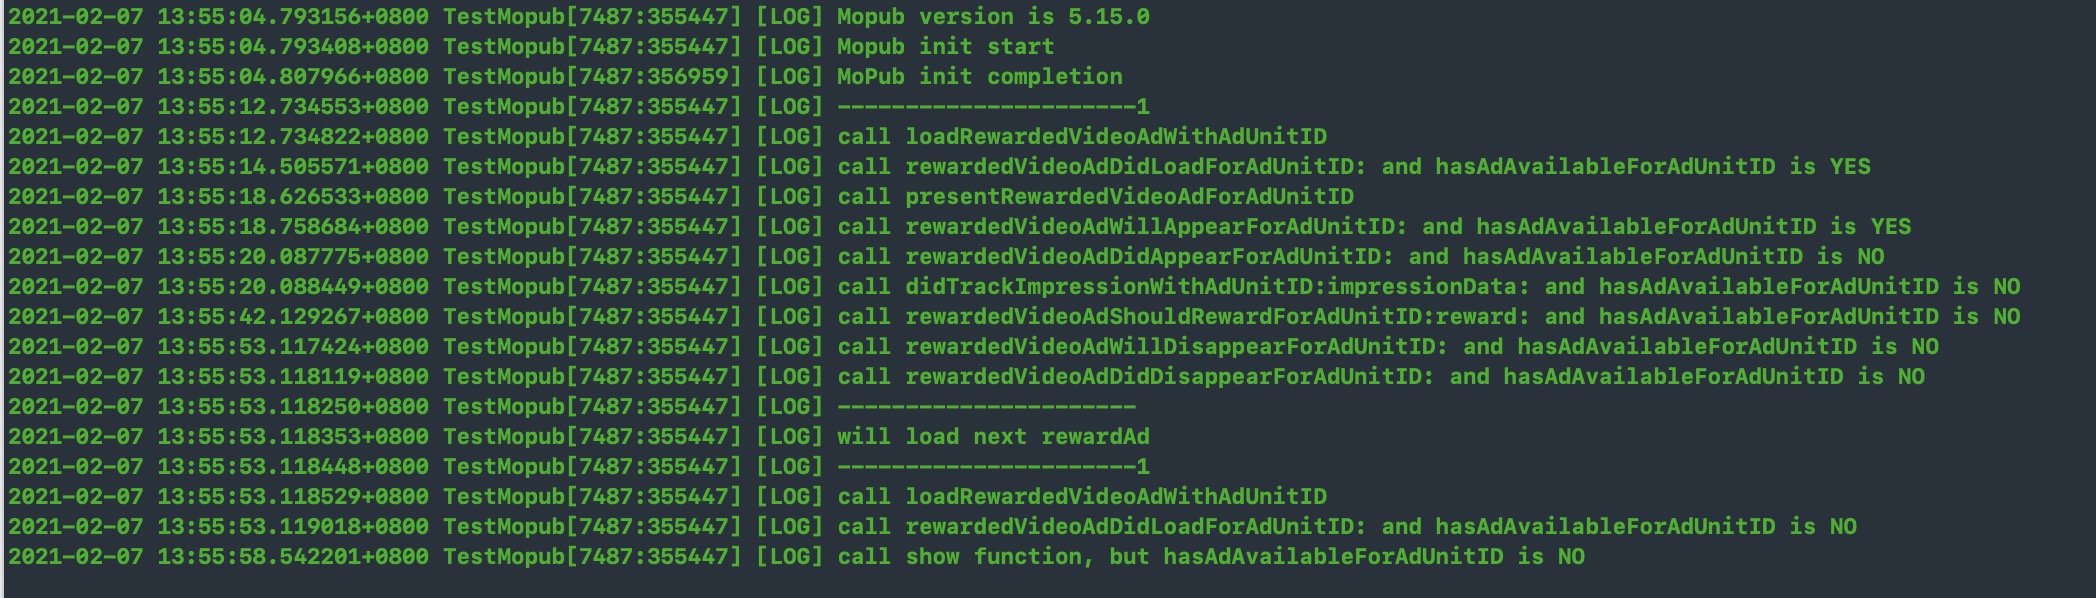 2021-02-07 13:55:04.793156+0800 TestMopub[7487:355447] [LOG] Mopub version is 5.15.0
2021-02-07 13:55:04.793408+0800 TestMopub[7487:355447] [LOG] Mopub init start
2021-02-07 13:55:04.807966+0800 TestMopub[7487:356959] [LOG] MoPub init completion
2021-02-07 13:55:12.734553+0800 TestMopub[7487:355447] [LOG] ----------------------1
2021-02-07 13:55:12.734822+0800 TestMopub[7487:355447] [LOG] call loadRewardedVideoAdWithAdUnitID
2021-02-07 13:55:14.505571+0800 TestMopub[7487:355447] [LOG] call rewardedVideoAdDidLoadForAdUnitID: and hasAdAvailableForAdUnitID is YES
2021-02-07 13:55:18.626533+0800 TestMopub[7487:355447] [LOG] call presentRewardedVideoAdForAdUnitID
2021-02-07 13:55:18.758684+0800 TestMopub[7487:355447] [LOG] call rewardedVideoAdWillAppearForAdUnitID: and hasAdAvailableForAdUnitID is YES
2021-02-07 13:55:20.087775+0800 TestMopub[7487:355447] [LOG] call rewardedVideoAdDidAppearForAdUnitID: and hasAdAvailableForAdUnitID is NO
2021-02-07 13:55:20.088449+0800 TestMopub[7487:355447] [LOG] call didTrackImpressionWithAdUnitID:impressionData: and hasAdAvailableForAdUnitID is NO
2021-02-07 13:55:42.129267+0800 TestMopub[7487:355447] [LOG] call rewardedVideoAdShouldRewardForAdUnitID:reward: and hasAdAvailableForAdUnitID is NO
2021-02-07 13:55:53.117424+0800 TestMopub[7487:355447] [LOG] call rewardedVideoAdWillDisappearForAdUnitID: and hasAdAvailableForAdUnitID is NO
2021-02-07 13:55:53.118119+0800 TestMopub[7487:355447] [LOG] call rewardedVideoAdDidDisappearForAdUnitID: and hasAdAvailableForAdUnitID is NO
2021-02-07 13:55:53.118250+0800 TestMopub[7487:355447] [LOG] ----------------------
2021-02-07 13:55:53.118353+0800 TestMopub[7487:355447] [LOG] will load next rewardAd
2021-02-07 13:55:53.118448+0800 TestMopub[7487:355447] [LOG] ----------------------1
2021-02-07 13:55:53.118529+0800 TestMopub[7487:355447] [LOG] call loadRewardedVideoAdWithAdUnitID
2021-02-07 13:55:53.119018+0800 TestMopub[7487:355447] [LOG] call rewardedVideoAdDidLoadForAdUnitID: and hasAdAvailableForAdUnitID is NO
2021-02-07 13:55:58.542201+0800 TestMopub[7487:355447] [LOG] call show function, but hasAdAvailableForAdUnitID is NO